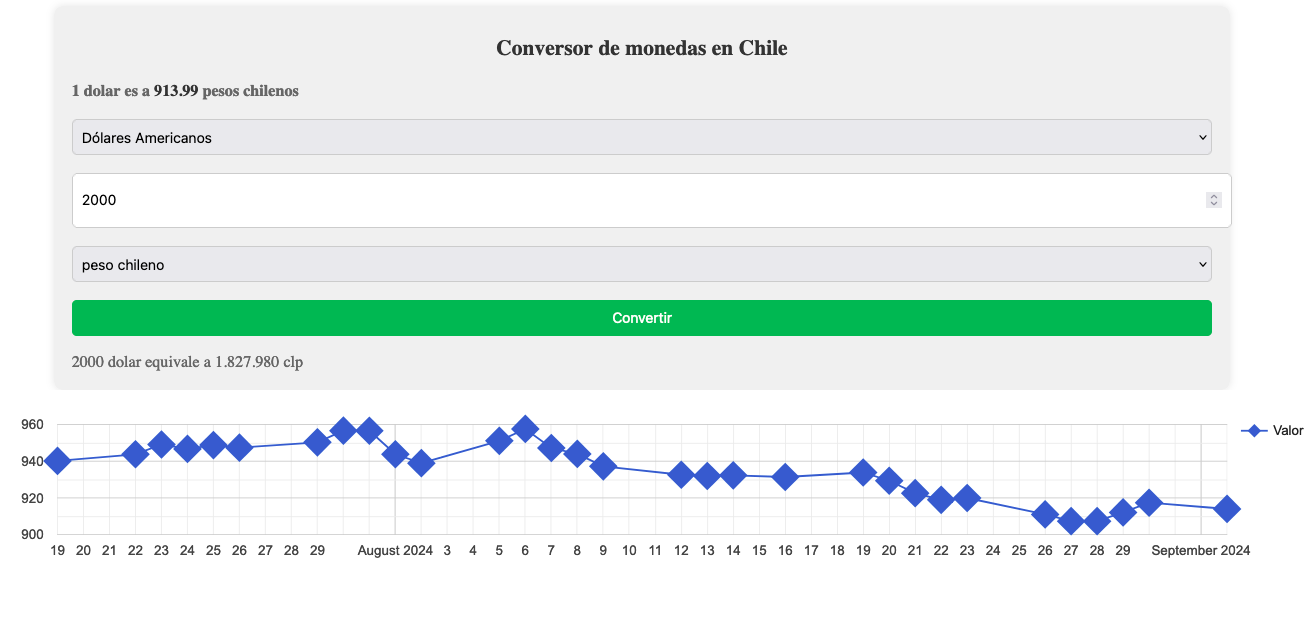 Conversor de monedas en Chile
1 dolar es a 913.99 pesos chilenos
Dólares Americanos
2000
peso chileno
Convertir
2000 dolar equivale a 1.827.980 clp
960
940
920
900
Valor
19 20 21 22 23 24 25 26 27 28 29 August 2024 3 4 5 6 7 8 9 10 11 12 13 14 15 16 17 18 19 20 21 22 23 24 25 26 27 28 29 September 2024